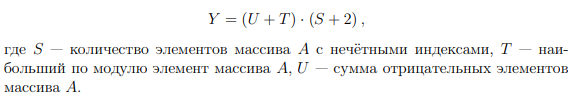 Y = (U + T) · (S + 2) ,
где S — количество элементов массива A с нечётными индексами, T — наи-
больший по модулю элемент массива A, U — сумма отрицательных элементов
массива A.